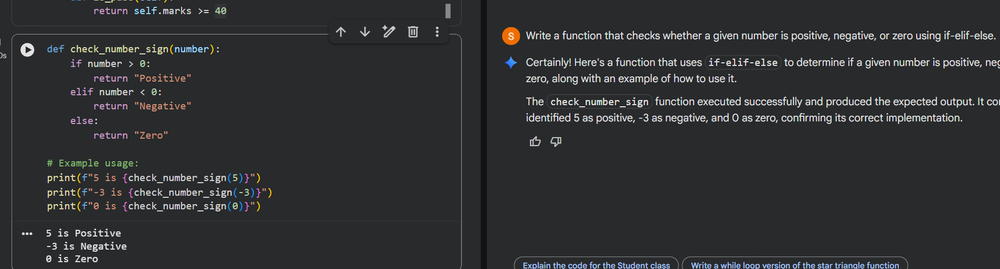 return self.marks >= 40
0s
def check_number_sign(number):
if number > 0:
return "Positive"
elif number < 0:
return "Negative"
else:
return "Zero"
# Example usage:
print(f"5 is {check_number_sign(5)}")
print(f"-3 is {check_number_sign(-3)}")
print(f"0 is {check_number_sign(0)}")
5 is Positive
-3 is Negative
0 is Zero
S
Write a function that checks whether a given number is positive, negative, or zero using if-elif-else.
Certainly! Here's a function that uses if-elif-else to determine if a given number is positive, neg
zero, along with an example of how to use it.
The check_number_sign function executed successfully and produced the expected output. It cor
identified 5 as positive, -3 as negative, and 0 as zero, confirming its correct implementation.
Explain the code for the Student class
Write a while loop version of the star triangle function